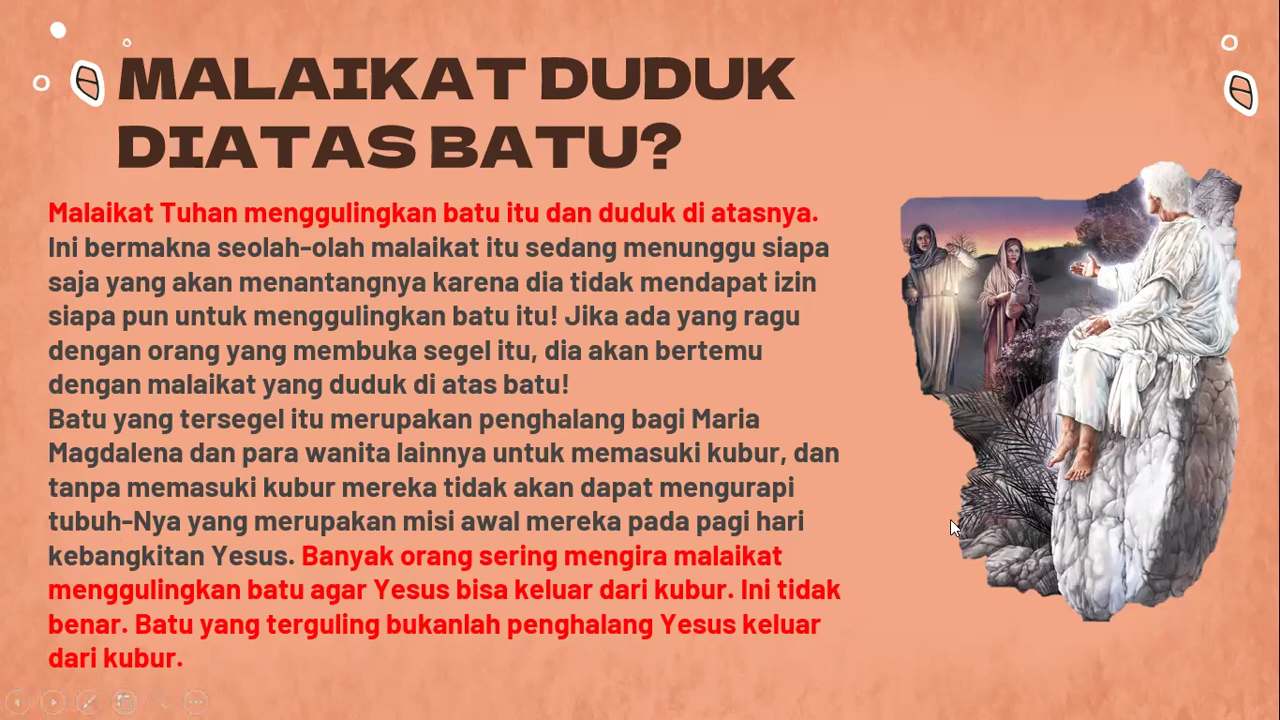 MALAIKAT DUDUK
DIATAS BATU?
Malaikat Tuhan menggulingkan batu itu dan duduk di atasnya.
Ini bermakna seolah-olah malaikat itu sedang menunggu siapa
saja yang akan menantangnya karena dia tidak mendapat izin
siapa pun untuk menggulingkan batu itu! Jika ada yang ragu
dengan orang yang membuka segel itu, dia akan bertemu
dengan malaikat yang duduk di atas batu!
Batu yang tersegel itu merupakan penghalang bagi Maria
Magdalena dan para wanita lainnya untuk memasuki kubur, dan
tanpa memasuki kubur mereka tidak akan dapat mengurapi
tubuh-Nya yang merupakan misi awal mereka pada pagi hari
kebangkitan Yesus. Banyak orang sering mengira malaikat
menggulingkan batu agar Yesus bisa keluar dari kubur. Ini tidak
benar. Batu yang terguling bukanlah penghalang Yesus keluar
dari kubur.